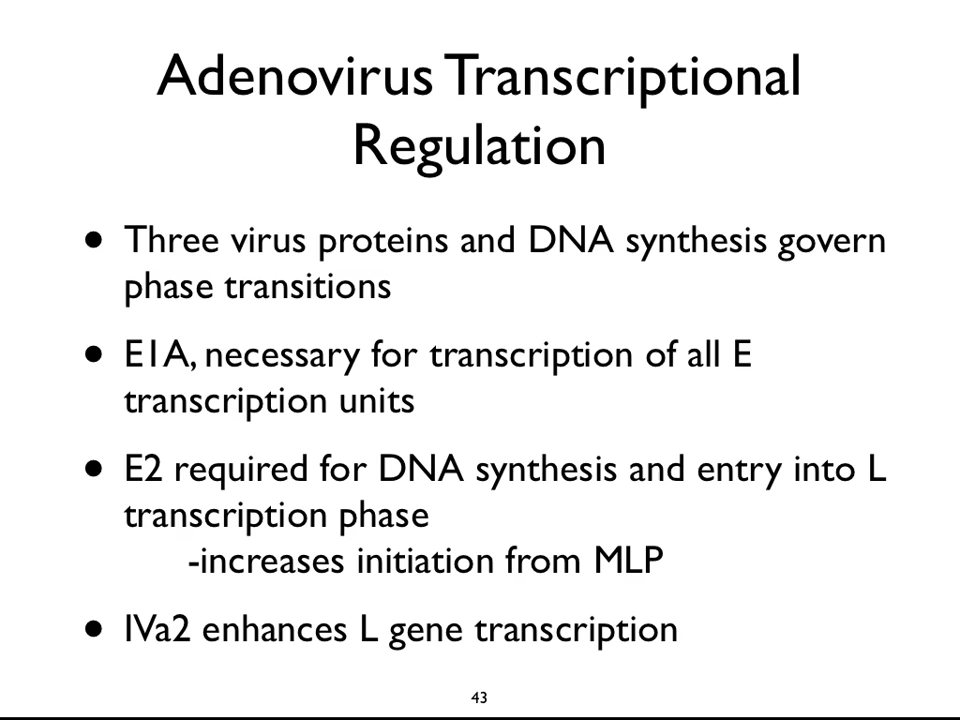 Adenovirus Transcriptional
Regulation
• Three virus proteins and DNA synthesis govern
phase transitions
• E1A, necessary for transcription of all E
transcription units
• E2 required for DNA synthesis and entry into L
transcription phase
-increases initiation from MLP
• IVa2 enhances L gene transcription
43